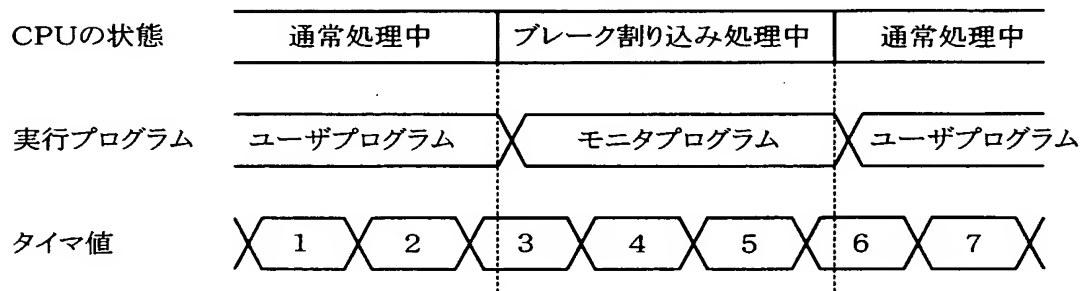 CPUの状態 通常処理中 ブレーク割り込み処理中 通常処理中
実行プログラム ユーザプログラム モニタプログラム ユーザプログラム
タイマ値 1 2 3 4 5 6 7